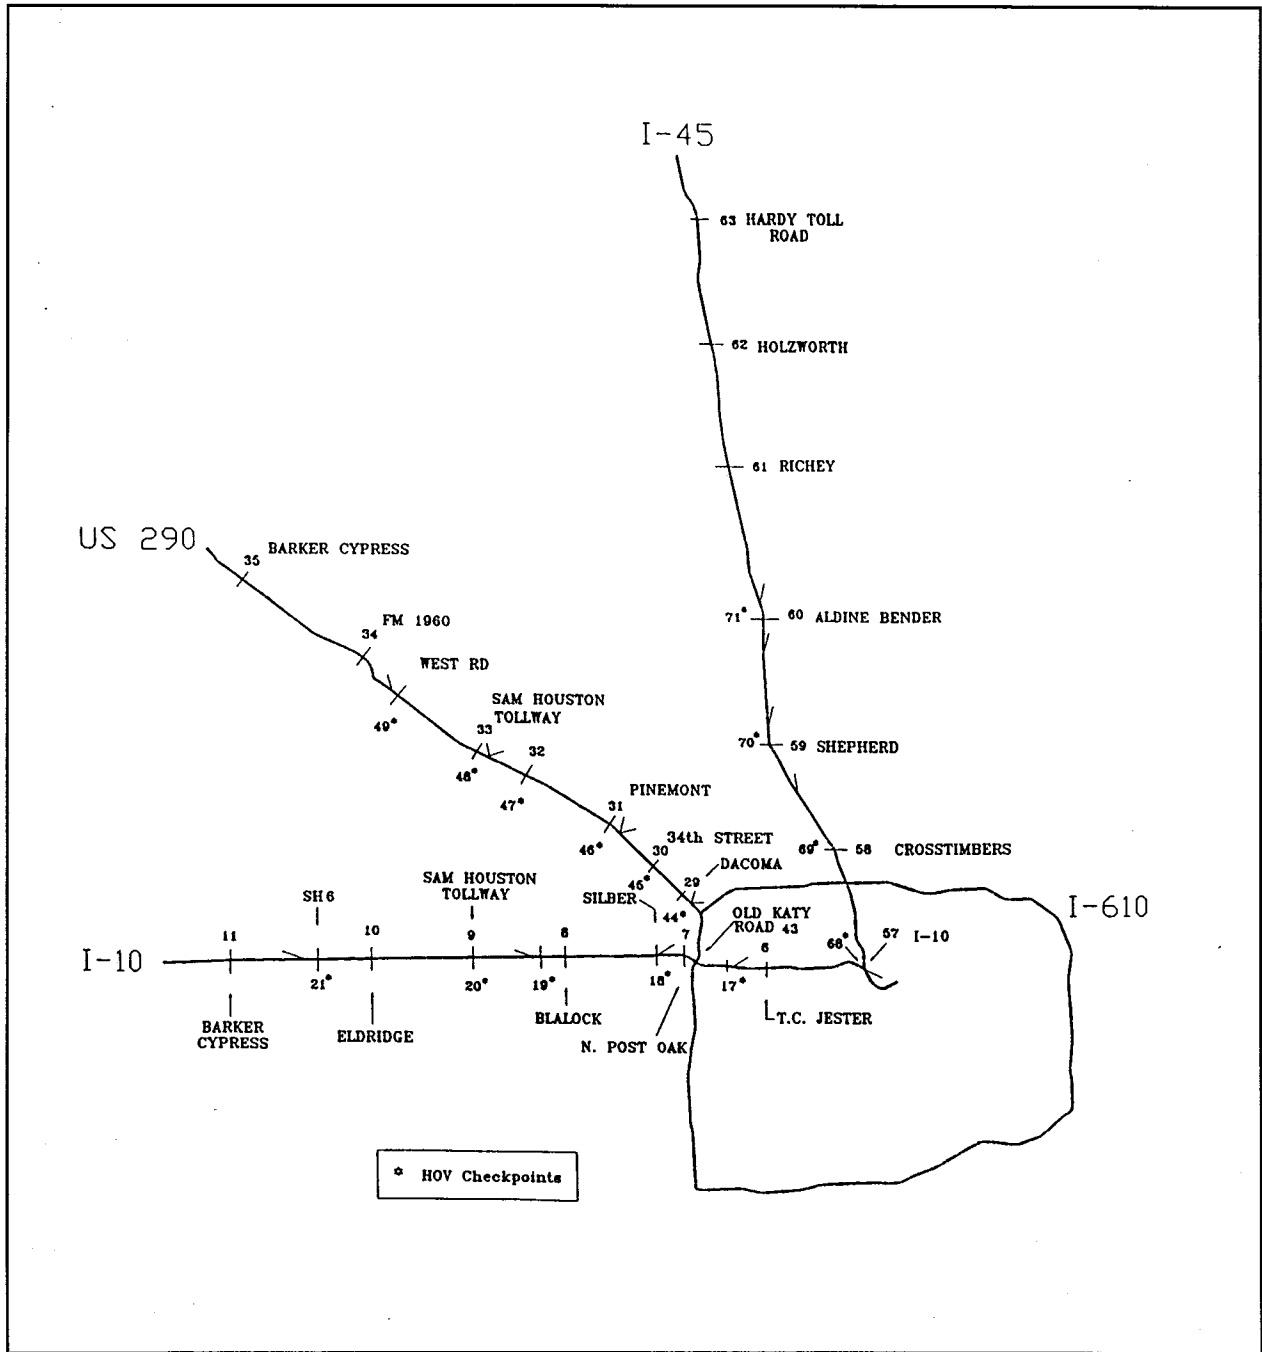 I-45
63 HARDY TOLL
ROAD
62 HOLZWORTH
61 RICHEY
US 290
35 BARKER CYPRESS
71* 60 ALDINE BENDER
34 FM 1960
WEST RD
49*
SAM HOUSTON
TOLLWAY
33
48*
32
47*
70* 59 SHEPHERD
PINEMONT
31
46*
34th STREET
30
45*
69* 58 CROSSTIMBERS
DACOMA
29
44*
SILBER
SAM HOUSTON
TOLLWAY
SH 6
OLD KATY
ROAD 43
I-610
I-10
11
10
9
8
7
6
68* 57 I-10
21*
20*
19*
18*
17*
BARKER
CYPRESS
ELDRIDGE
BLALOCK
N. POST OAK
T.C. JESTER
* HOV Checkpoints